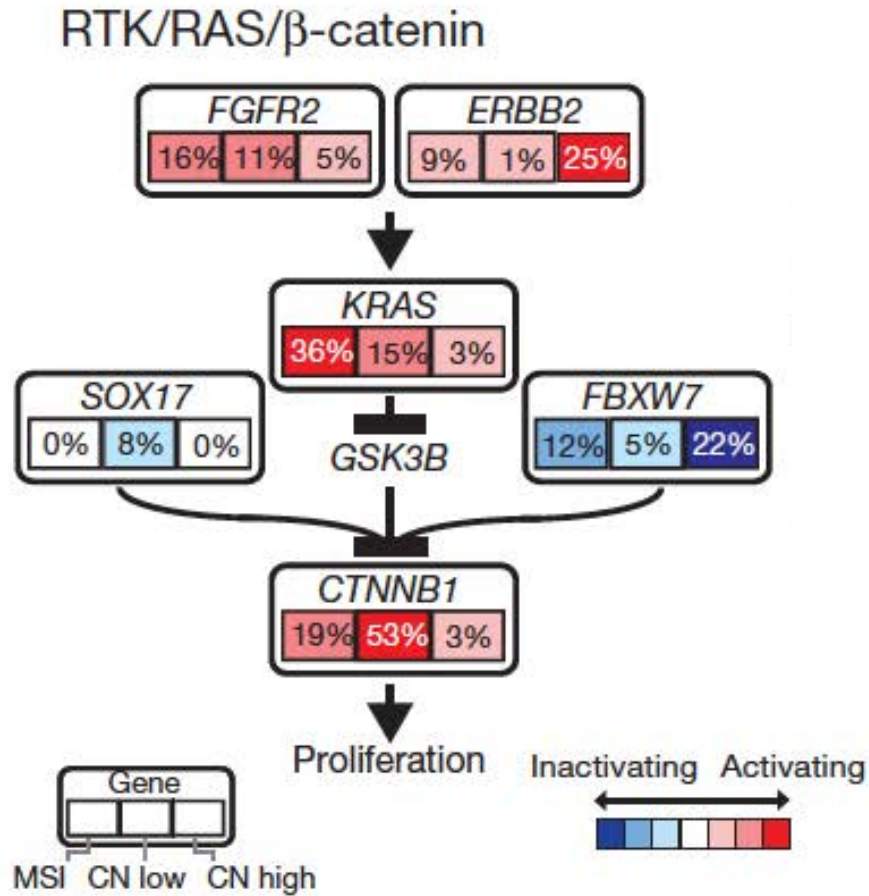 RTK/RAS/β-catenin
FGFR2 ERBB2
16% 11% 5% 9% 1% 25%
KRAS
36% 15% 3%
SOX17 FBXW7
0% 8% 0% 12% 5% 22%
GSK3B
CTNNB1
19% 53% 3%
Proliferation
Inactivating Activating
Gene
MSI CN low CN high